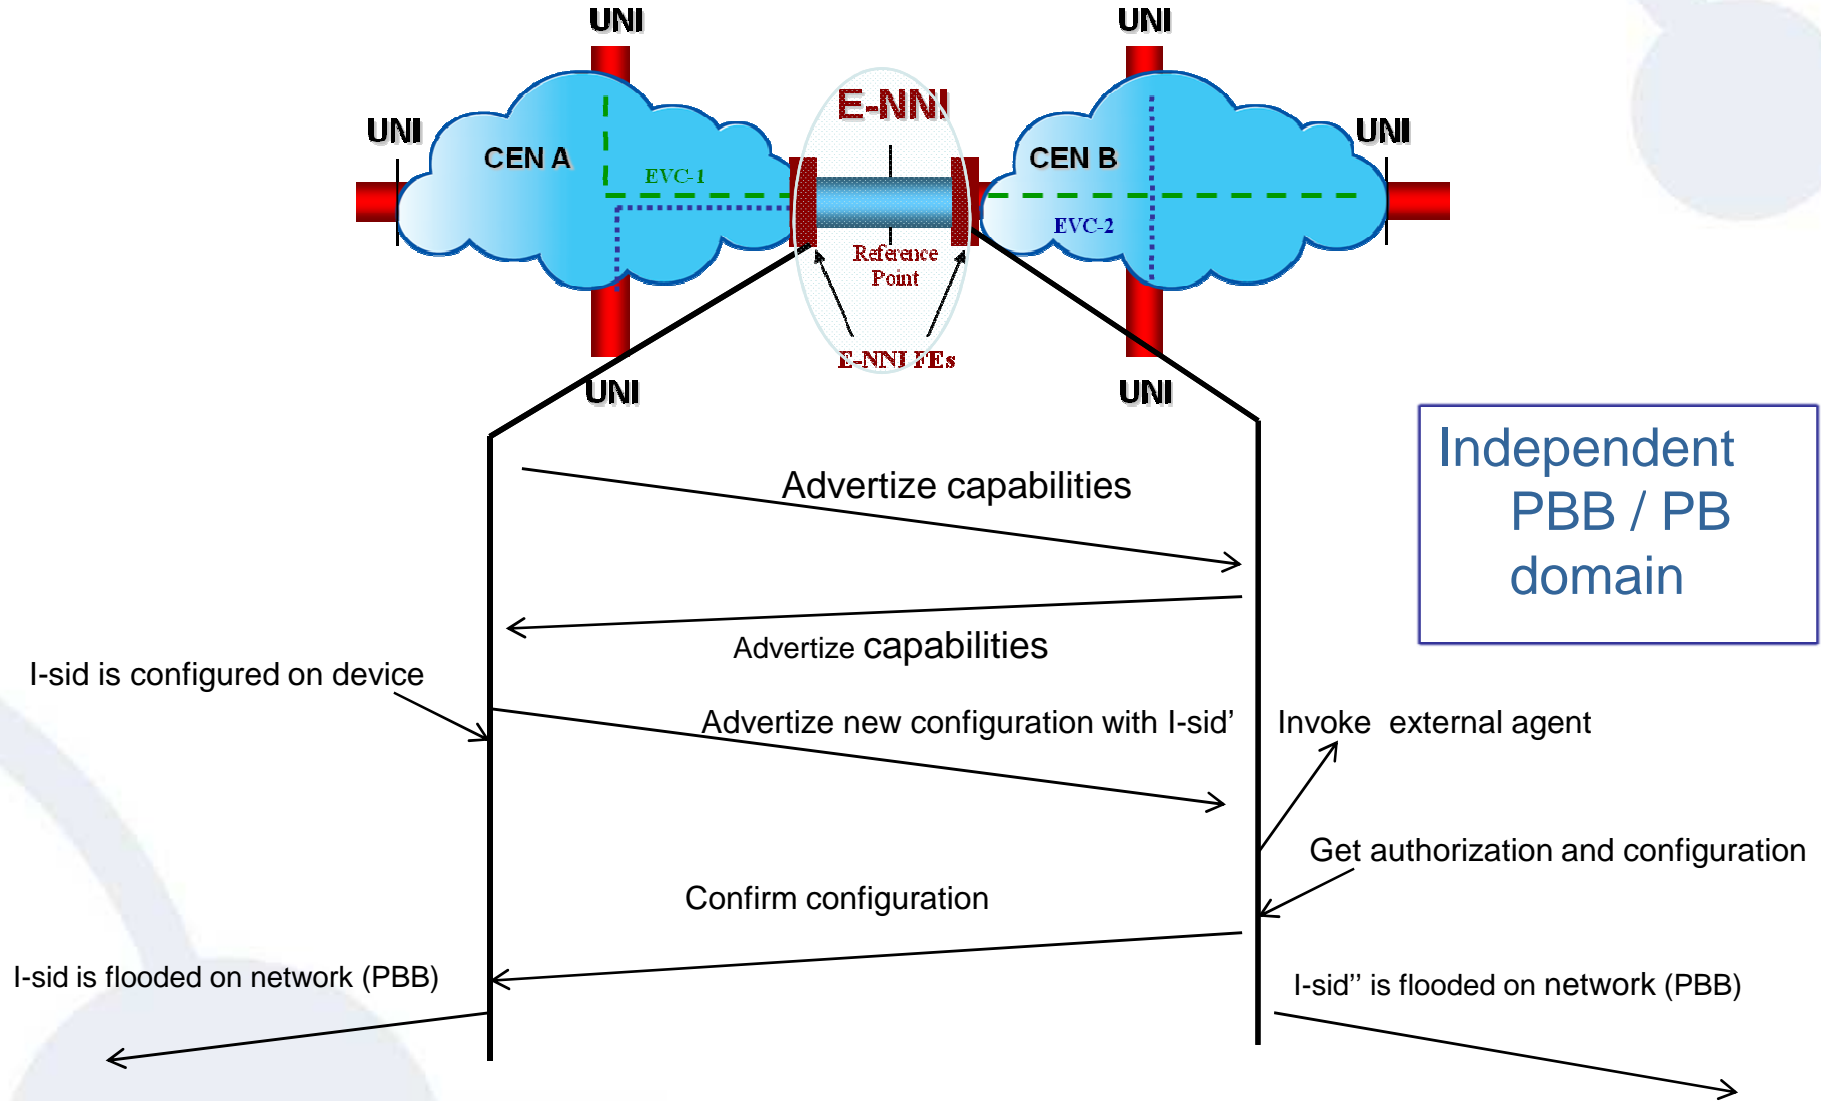 UNI
UNI
E-NNI
UNI
UNI
CEN A
CEN B
EVC-1
EVC-2
Reference
Point
E-NNI FEs
UNI
UNI
Independent
PBB / PB
domain
Advertize capabilities
Advertize capabilities
I-sid is configured on device
Advertize new configuration with I-sid’
Invoke external agent
Get authorization and configuration
Confirm configuration
I-sid is flooded on network (PBB)
I-sid’’ is flooded on network (PBB)